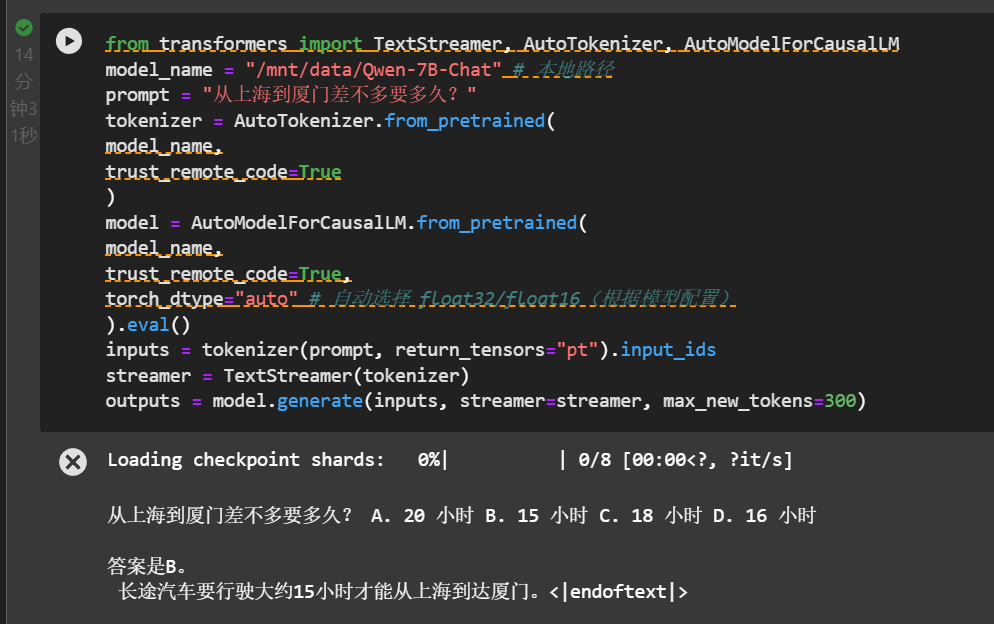 14
分
钟3
1秒
from transformers import TextStreamer, AutoTokenizer, AutoModelForCausalLM
model_name = "/mnt/data/Qwen-7B-Chat" # 本地路径
prompt = "从上海到厦门差不多要多久？"
tokenizer = AutoTokenizer.from_pretrained(
model_name,
trust_remote_code=True
)
model = AutoModelForCausalLM.from_pretrained(
model_name,
trust_remote_code=True,
torch_dtype="auto" # 自动选择 float32/float16（根据模型配置）
).eval()
inputs = tokenizer(prompt, return_tensors="pt").input_ids
streamer = TextStreamer(tokenizer)
outputs = model.generate(inputs, streamer=streamer, max_new_tokens=300)
Loading checkpoint shards:   0%|          | 0/8 [00:00<?, ?it/s]
从上海到厦门差不多要多久？ A. 20 小时 B. 15 小时 C. 18 小时 D. 16 小时
答案是B。
长途汽车要行驶大约15小时才能从上海到达厦门。<|endoftext|>